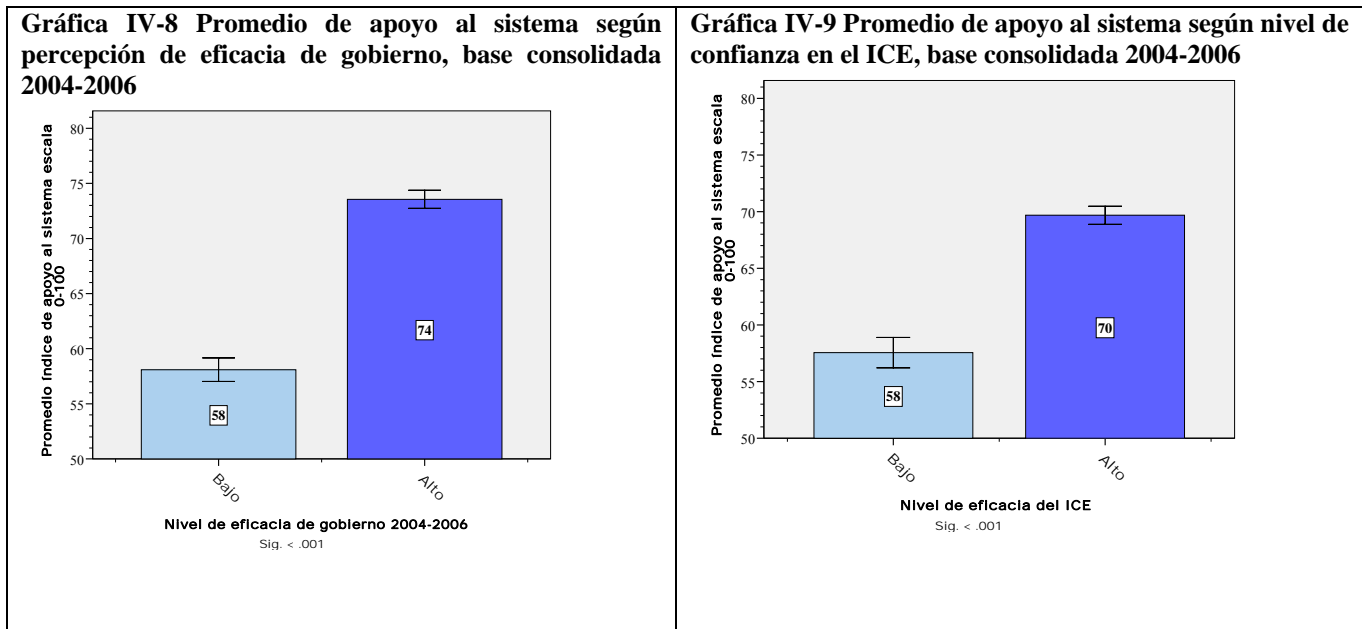 Gráfica IV-8 Promedio de apoyo al sistema según
percepción de eficacia de gobierno, base consolidada
2004-2006
80
75
70
65
60
55
50
Promedio índice de apoyo al sistema escala
0-100
74
58
Bajo
Alto
Nivel de eficacia de gobierno 2004-2006
Sig. < .001
Gráfica IV-9 Promedio de apoyo al sistema según nivel de
confianza en el ICE, base consolidada 2004-2006
80
75
70
65
60
55
50
Promedio índice de apoyo al sistema escala
0-100
70
58
Bajo
Alto
Nivel de eficacia del ICE
Sig. < .001